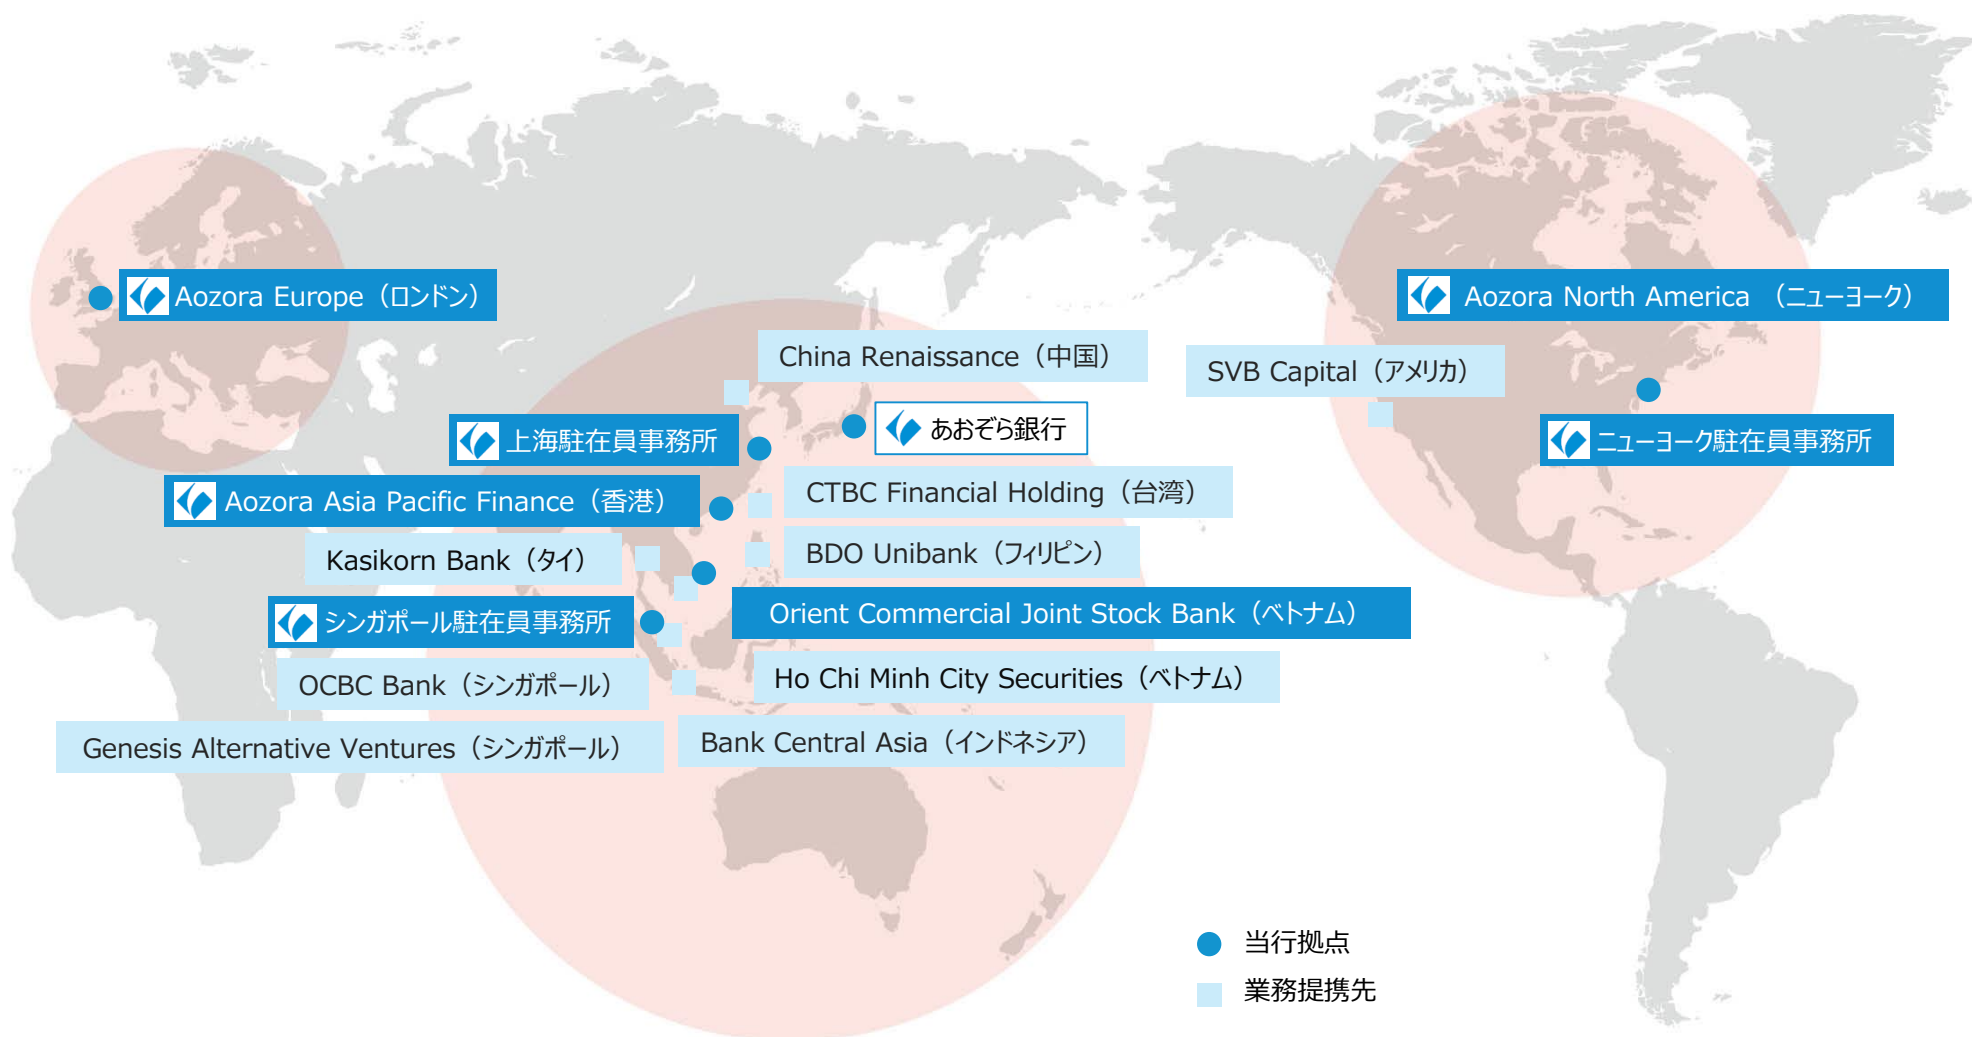 Aozora Europe（ロンドン）
Aozora North America （ニューヨーク）
China Renaissance（中国）
SVB Capital（アメリカ）
あおぞら銀行
上海駐在員事務所
ニューヨーク駐在員事務所
CTBC Financial Holding（台湾）
Aozora Asia Pacific Finance（香港）
BDO Unibank（フィリピン）
Kasikorn Bank（タイ）
Orient Commercial Joint Stock Bank（ベトナム）
シンガポール駐在員事務所
Ho Chi Minh City Securities（ベトナム）
OCBC Bank（シンガポール）
Bank Central Asia（インドネシア）
Genesis Alternative Ventures（シンガポール）
当行拠点
業務提携先